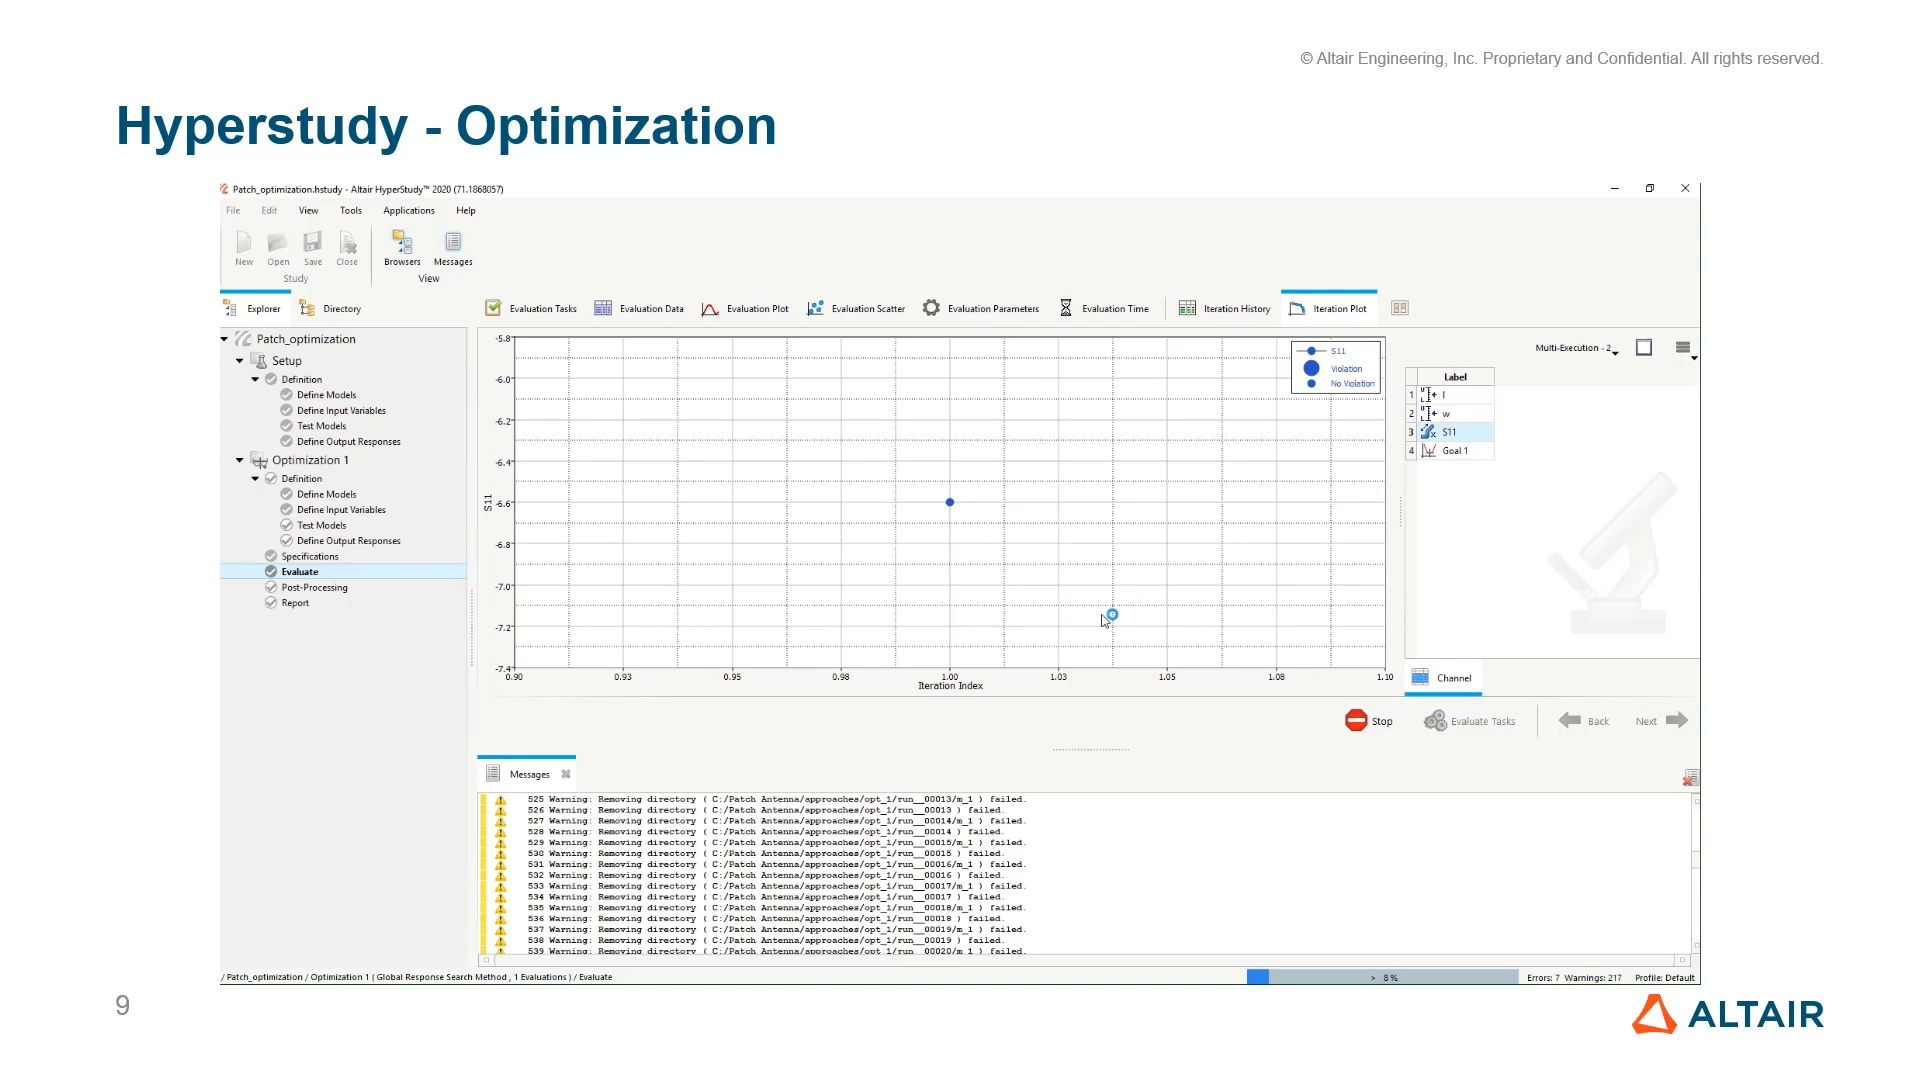 © Altair Engineering, Inc. Proprietary and Confidential. All rights reserved.
Hyperstudy - Optimization
Patch_optimization.hstudy - Altair HyperStudy™ 2020 (71.1868057)
File Edit View Tools Applications Help
New Open Save Close Browsers Messages
Study View
Explorer Directory Evaluation Tasks Evaluation Data Evaluation Plot Evaluation Scatter Evaluation Parameters Evaluation Time Iteration History Iteration Plot
Patch_optimization
Setup
Definition
Define Models
Define Input Variables
Test Models
Define Output Responses
Optimization 1
Definition
Define Models
Define Input Variables
Test Models
Define Output Responses
Specifications
Evaluate
Post-Processing
Report
-5.8
-6.0
-6.2
-6.4
-6.6
-6.8
-7.0
-7.2
-7.4
S11
0.90 0.93 0.95 0.98 1.00 1.03 1.05 1.08 1.10
Iteration Index
S11
Violation
No Violation
Multi-Execution - 2
Label
1 l
2 w
3 S11
4 Goal 1
Channel
Stop Evaluate Tasks Back Next
Messages
525 Warning: Removing directory ( C:/Patch Antenna/approaches/opt_1/run__00013/m_1 ) failed.
526 Warning: Removing directory ( C:/Patch Antenna/approaches/opt_1/run__00013 ) failed.
527 Warning: Removing directory ( C:/Patch Antenna/approaches/opt_1/run__00014/m_1 ) failed.
528 Warning: Removing directory ( C:/Patch Antenna/approaches/opt_1/run__00014 ) failed.
529 Warning: Removing directory ( C:/Patch Antenna/approaches/opt_1/run__00015/m_1 ) failed.
530 Warning: Removing directory ( C:/Patch Antenna/approaches/opt_1/run__00015 ) failed.
531 Warning: Removing directory ( C:/Patch Antenna/approaches/opt_1/run__00016/m_1 ) failed.
532 Warning: Removing directory ( C:/Patch Antenna/approaches/opt_1/run__00016 ) failed.
533 Warning: Removing directory ( C:/Patch Antenna/approaches/opt_1/run__00017/m_1 ) failed.
534 Warning: Removing directory ( C:/Patch Antenna/approaches/opt_1/run__00017 ) failed.
535 Warning: Removing directory ( C:/Patch Antenna/approaches/opt_1/run__00018/m_1 ) failed.
536 Warning: Removing directory ( C:/Patch Antenna/approaches/opt_1/run__00018 ) failed.
537 Warning: Removing directory ( C:/Patch Antenna/approaches/opt_1/run__00019/m_1 ) failed.
538 Warning: Removing directory ( C:/Patch Antenna/approaches/opt_1/run__00019 ) failed.
539 Warning: Removing directory ( C:/Patch Antenna/approaches/opt_1/run__00020/m_1 ) failed.
/ Patch_optimization / Optimization 1 ( Global Response Search Method , 1 Evaluations ) / Evaluate
> 8 %
Errors: 7 Warnings: 217 Profile: Default
9
ALTAIR